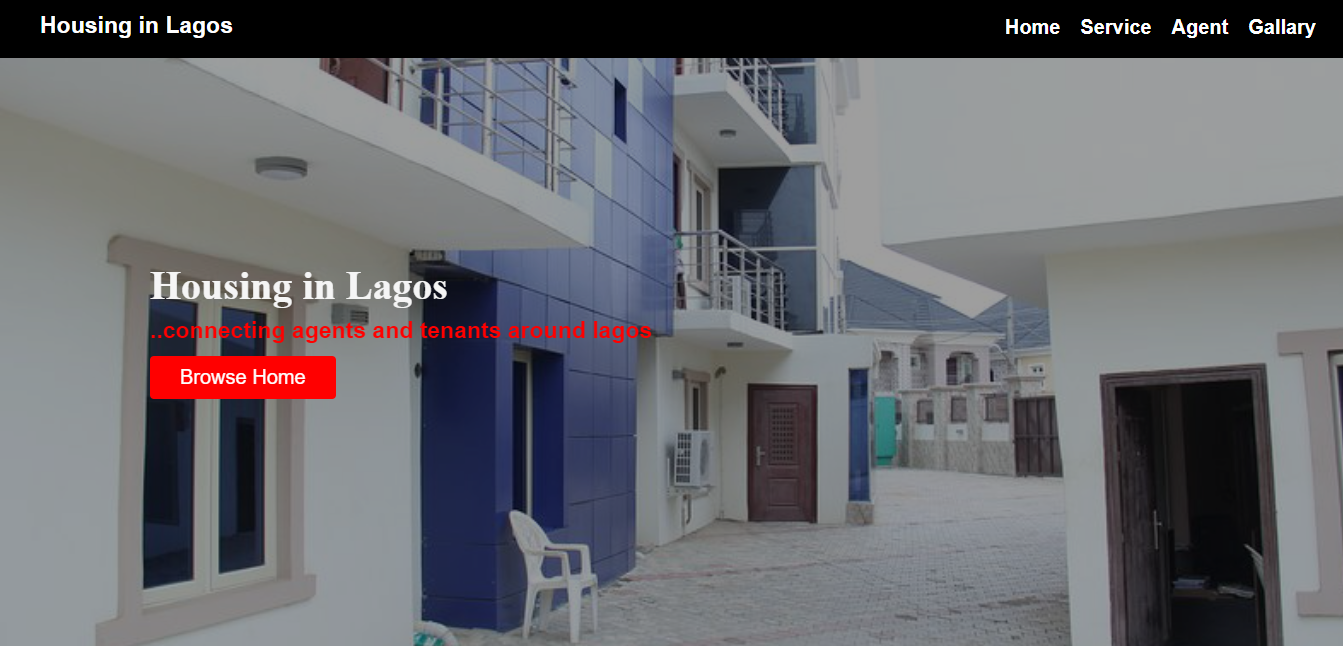 Housing in Lagos
Home Service Agent Gallary
Housing in Lagos
..connecting agents and tenants around lagos
Browse Home